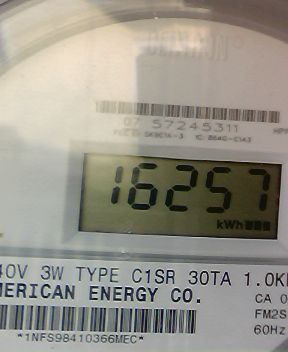 07 57245311
16257
kWh
40V 3W TYPE C1SR 30TA 1.0K
MERICAN ENERGY CO.
CA 0
FM2S
60Hz
*1NFS98410366MEC*